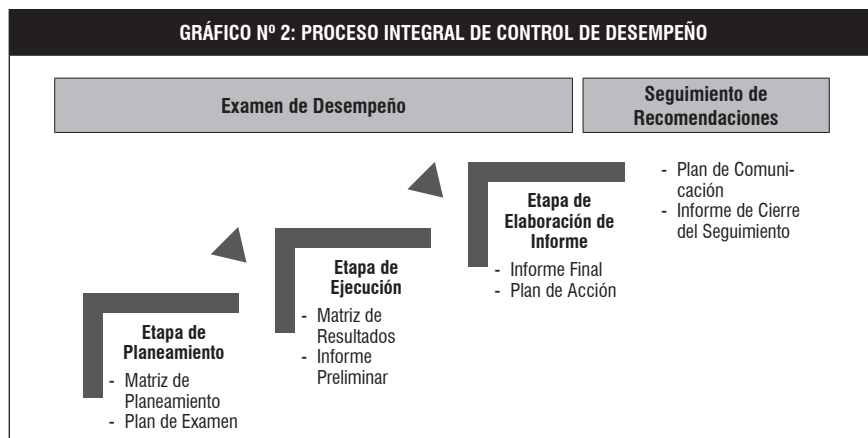 GRÁFICO Nº 2: PROCESO INTEGRAL DE CONTROL DE DESEMPEÑO
Examen de Desempeño
Seguimiento de
Recomendaciones
Etapa de
Planeamiento
- Matriz de
Planeamiento
- Plan de Examen
Etapa de
Ejecución
- Matriz de
Resultados
- Informe
Preliminar
Etapa de
Elaboración de
Informe
- Informe Final
- Plan de Acción
- Plan de Comuni-
cación
- Informe de Cierre
del Seguimiento